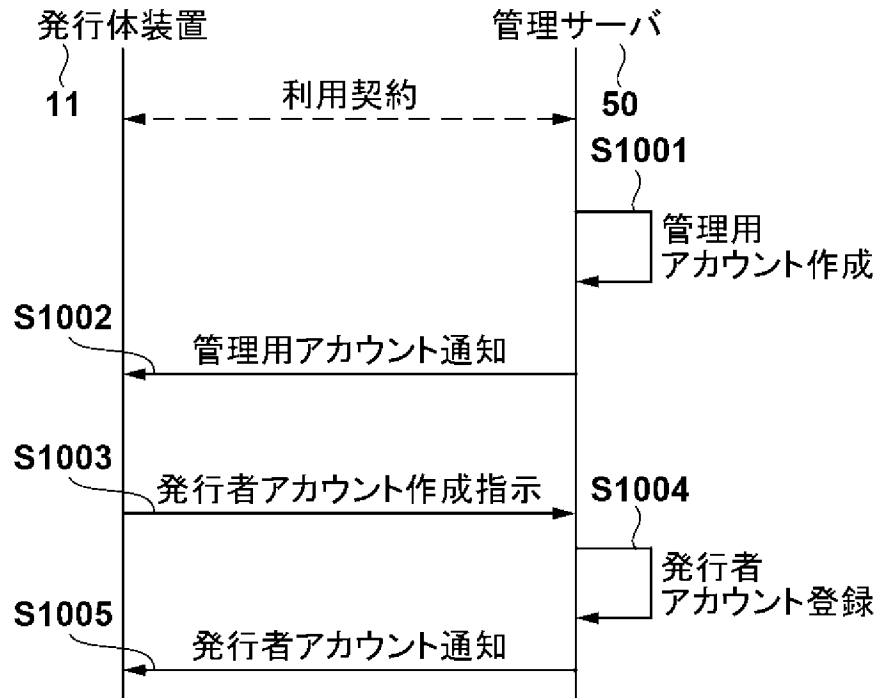 発行体装置
管理サーバ
11
利用契約
50
S1001
管理用
アカウント作成
S1002
管理用アカウント通知
S1003
発行者アカウント作成指示
S1004
発行者
アカウント登録
S1005
発行者アカウント通知